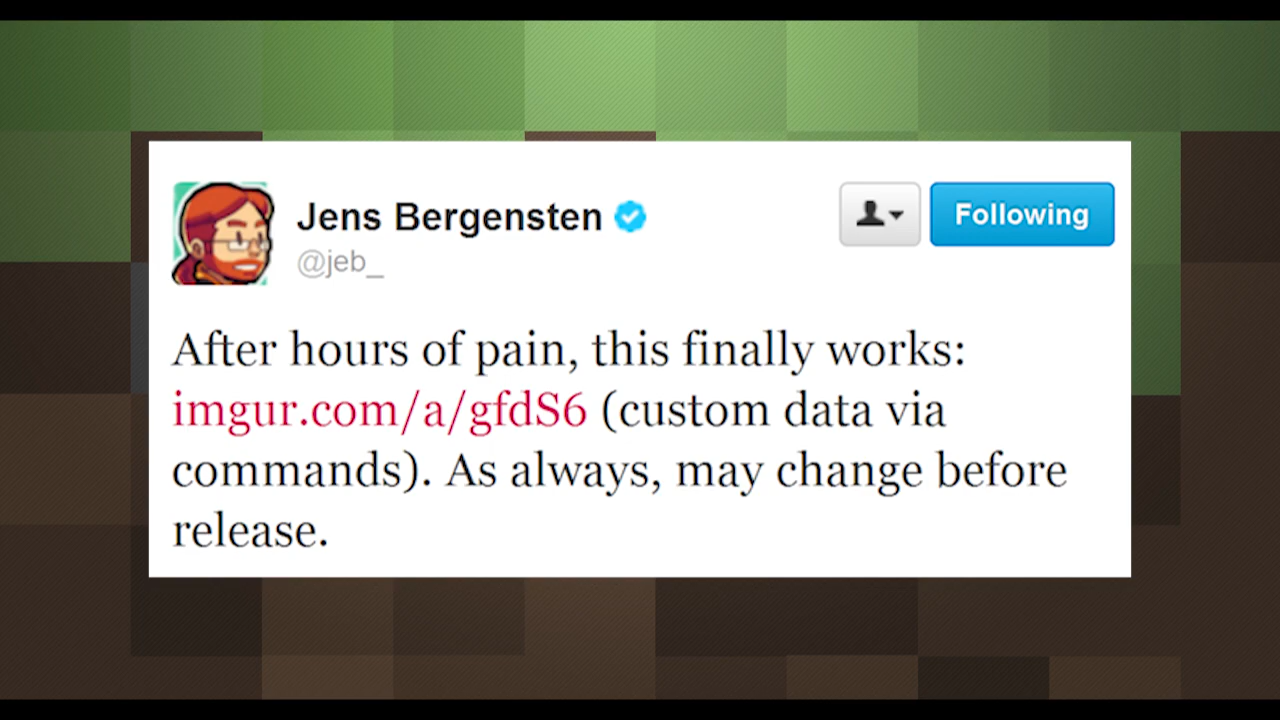 Jens Bergensten
@jeb_
Following
After hours of pain, this finally works:
imgur.com/a/gfdS6 (custom data via
commands). As always, may change before
release.